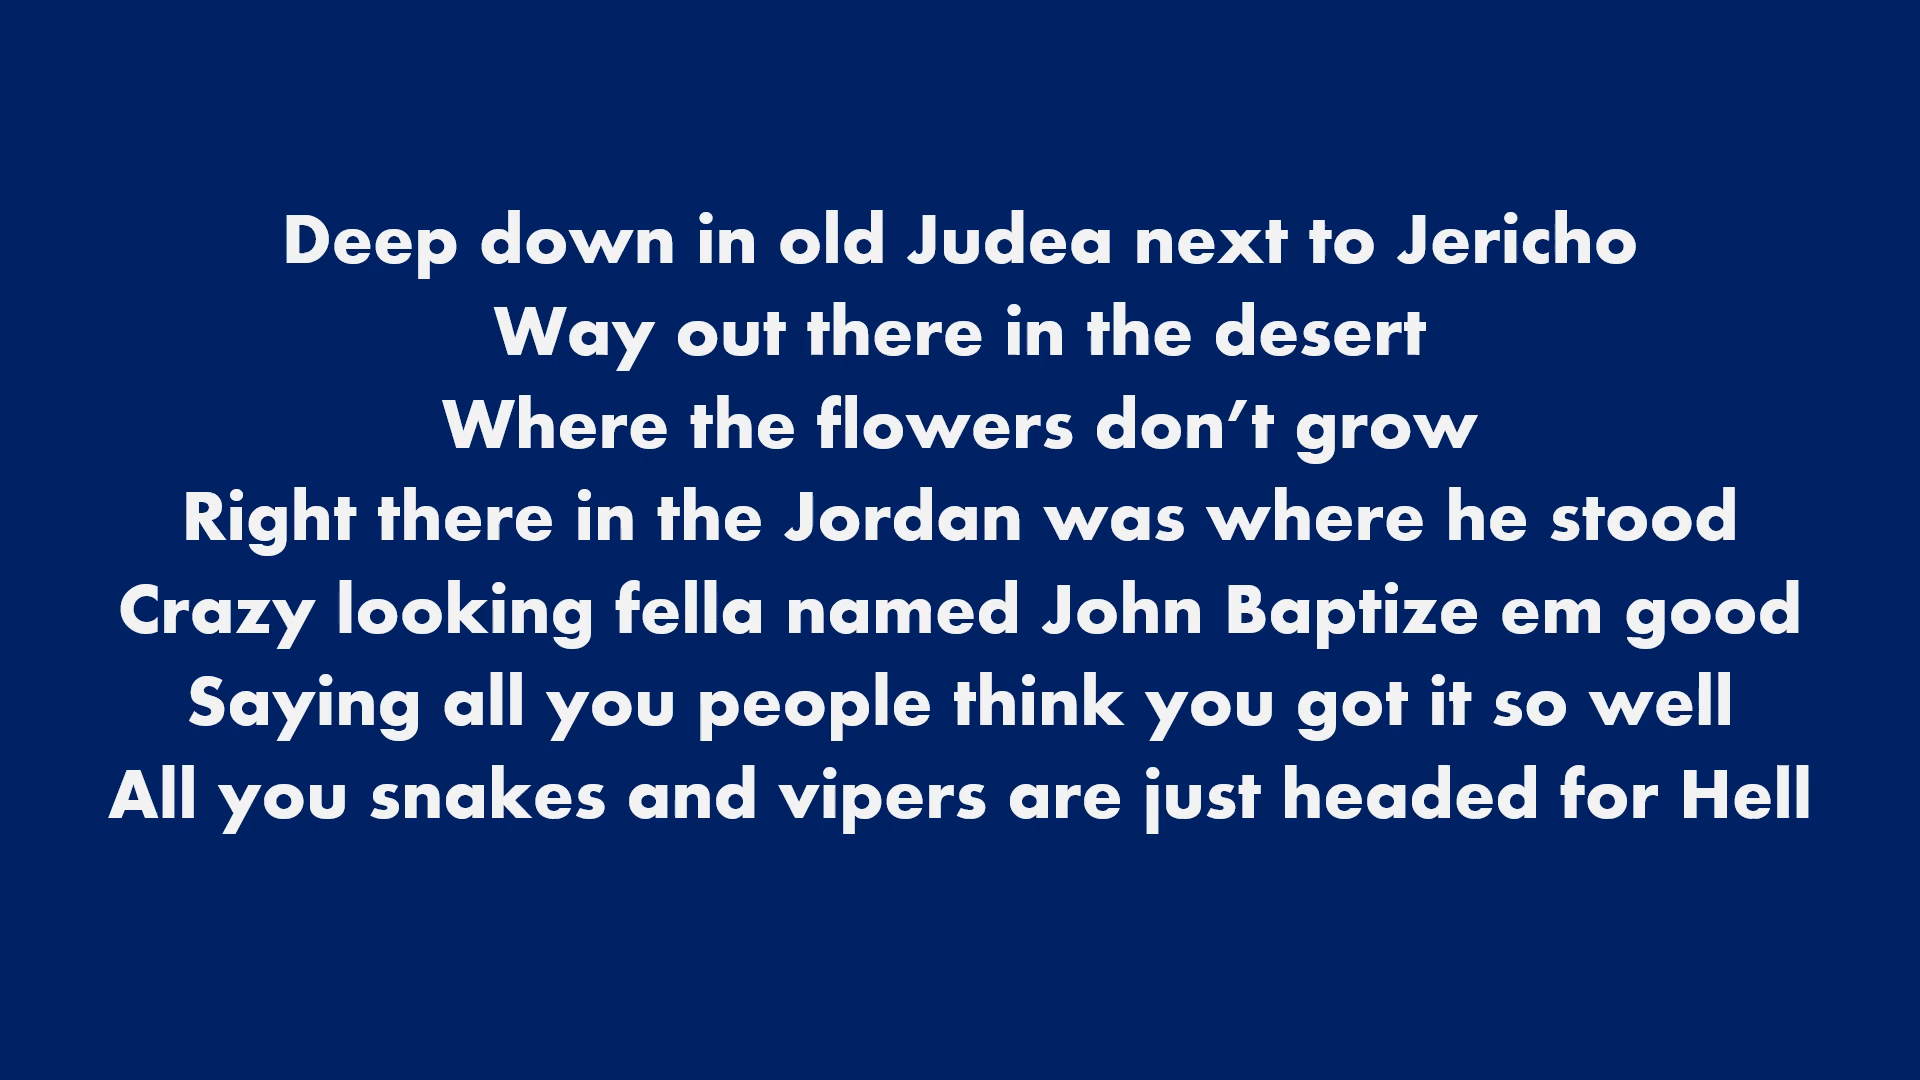 Deep down in old Judea next to Jericho
Way out there in the desert
Where the flowers don’t grow
Right there in the Jordan was where he stood
Crazy looking fella named John Baptize em good
Saying all you people think you got it so well
All you snakes and vipers are just headed for Hell